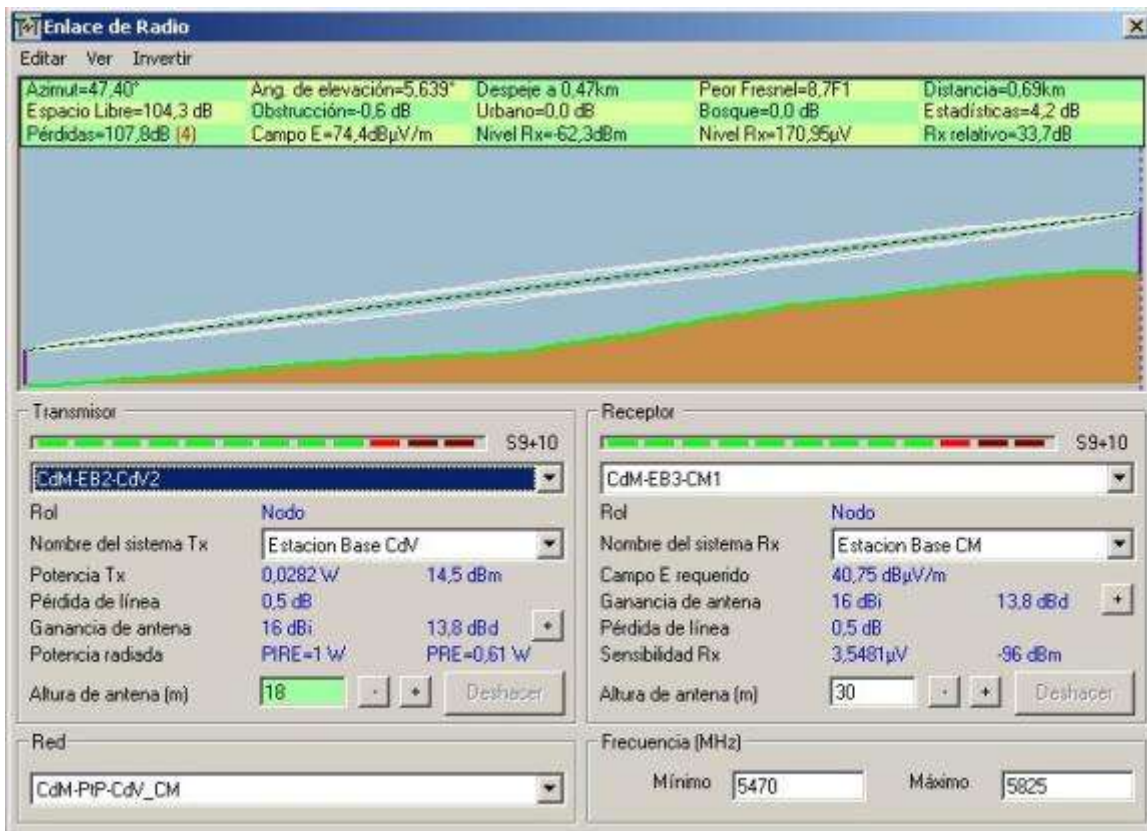 Enlace de Radio
Editar Ver Invertir
Azimut=47,40° Ang. de elevación=5,639° Despeje a 0,47km Peor Fresnel=8,7F1 Distancia=0,69km
Espacio Libre=104,3 dB Obstrucción=-0,6 dB Urbano=0,0 dB Bosque=0,0 dB Estadísticas=4,2 dB
Pérdidas=107,8dB (4) Campo E=74,4dBµV/m Nivel Rx=-62,3dBm Nivel Rx=170,95µV Rx relativo=33,7dB
Transmisor Receptor
S9+10 S9+10
CdM-EB2-CdV2 CdM-EB3-CM1
Rol Nodo Rol Nodo
Nombre del sistema Tx Estacion Base CdV Nombre del sistema Rx Estacion Base CM
Potencia Tx 0,0282 W 14,5 dBm Campo E requerido 40,75 dBµV/m
Pérdida de línea 0,5 dB Ganancia de antena 16 dBi 13,8 dBd +
Ganancia de antena 16 dBi 13,8 dBd + Pérdida de línea 0,5 dB
Potencia radiada PIRE=1 W PRE=0,61 W Sensibilidad Rx 3,5481µV -96 dBm
Altura de antena (m) 18 - + Deshacer Altura de antena (m) 30 - + Deshacer
Red Frecuencia (MHz)
CdM-PtP-CdV_CM Mínimo 5470 Máximo 5825